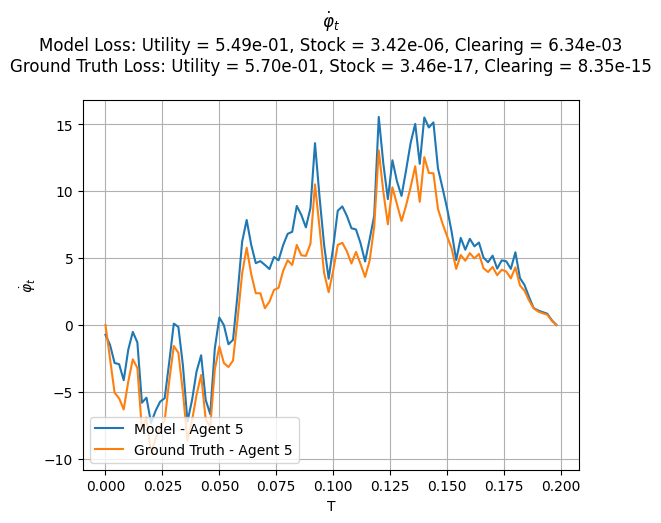 φ̇_t
Model Loss: Utility = 5.49e-01, Stock = 3.42e-06, Clearing = 6.34e-03
Ground Truth Loss: Utility = 5.70e-01, Stock = 3.46e-17, Clearing = 8.35e-15
15
10
5
0
−5
−10
φ̇_t
Model - Agent 5
Ground Truth - Agent 5
0.000 0.025 0.050 0.075 0.100 0.125 0.150 0.175 0.200
T